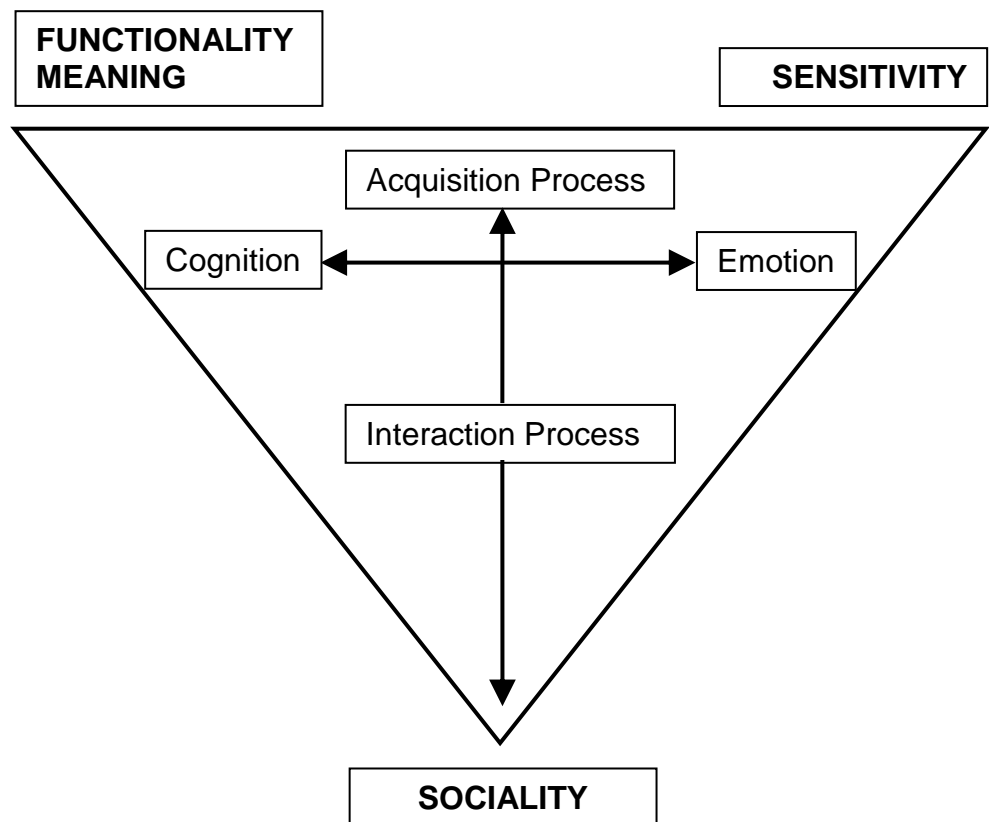 FUNCTIONALITY
MEANING
SENSITIVITY
Acquisition Process
Cognition
Emotion
Interaction Process
SOCIALITY